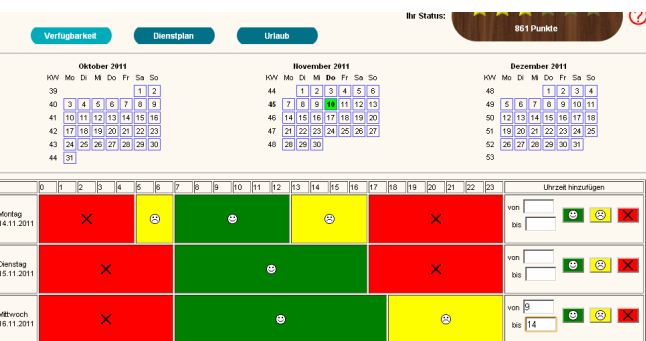 Ihr Status:
861 Punkte
Verfügbarkeit Dienstplan Urlaub
Oktober 2011
KW Mo Di Mi Do Fr Sa So
39 1 2
40 3 4 5 6 7 8 9
41 10 11 12 13 14 15 16
42 17 18 19 20 21 22 23
43 24 25 26 27 28 29 30
44 31
November 2011
KW Mo Di Mi Do Fr Sa So
44 1 2 3 4 5 6
45 7 8 9 10 11 12 13
46 14 15 16 17 18 19 20
47 21 22 23 24 25 26 27
48 28 29 30
Dezember 2011
KW Mo Di Mi Do Fr Sa So
48 1 2 3 4
49 5 6 7 8 9 10 11
50 12 13 14 15 16 17 18
51 19 20 21 22 23 24 25
52 26 27 28 29 30 31
53
0 1 2 3 4 5 6 7 8 9 10 11 12 13 14 15 16 17 18 19 20 21 22 23 Uhrzeit hinzufügen
Montag
14.11.2011
von
bis
Dienstag
15.11.2011
von
bis
Mittwoch
16.11.2011
von 9
bis 14